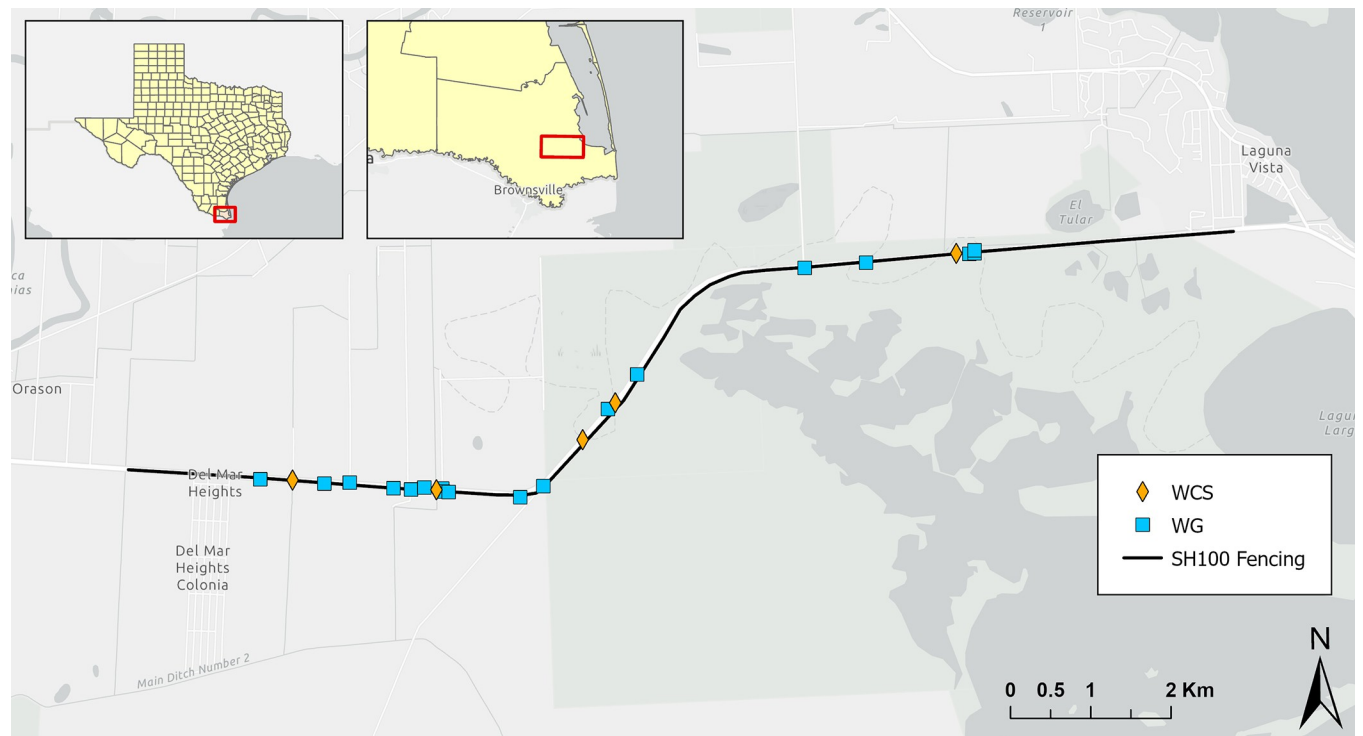 Reservoir
1
a
Brownsville
Laguna
Vista
El
Tular
Orason
Del Mar
Heights
Del Mar
Heights
Colonia
Main Ditch Number 2
WCS
WG
SH100 Fencing
N
0 0.5 1 2 Km